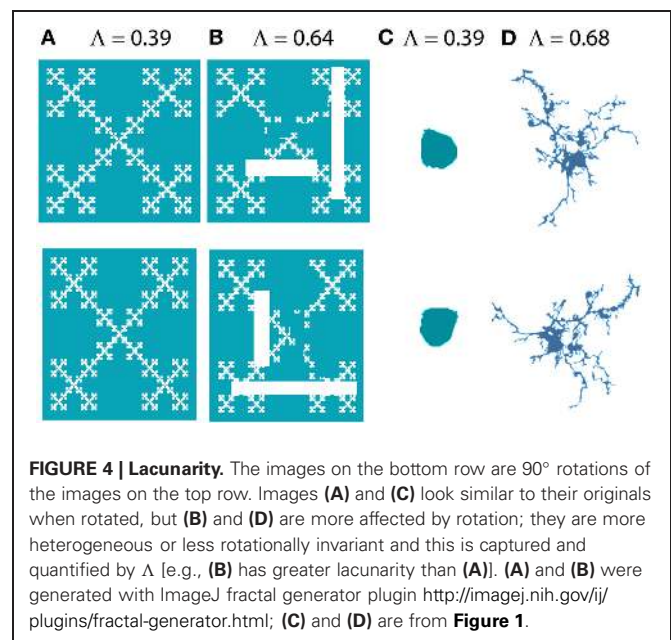 A Λ = 0.39 B Λ = 0.64 C Λ = 0.39 D Λ = 0.68
FIGURE 4 | Lacunarity. The images on the bottom row are 90° rotations of
the images on the top row. Images (A) and (C) look similar to their originals
when rotated, but (B) and (D) are more affected by rotation; they are more
heterogeneous or less rotationally invariant and this is captured and
quantified by Λ [e.g., (B) has greater lacunarity than (A)]. (A) and (B) were
generated with ImageJ fractal generator plugin http://imagej.nih.gov/ij/
plugins/fractal-generator.html; (C) and (D) are from Figure 1.